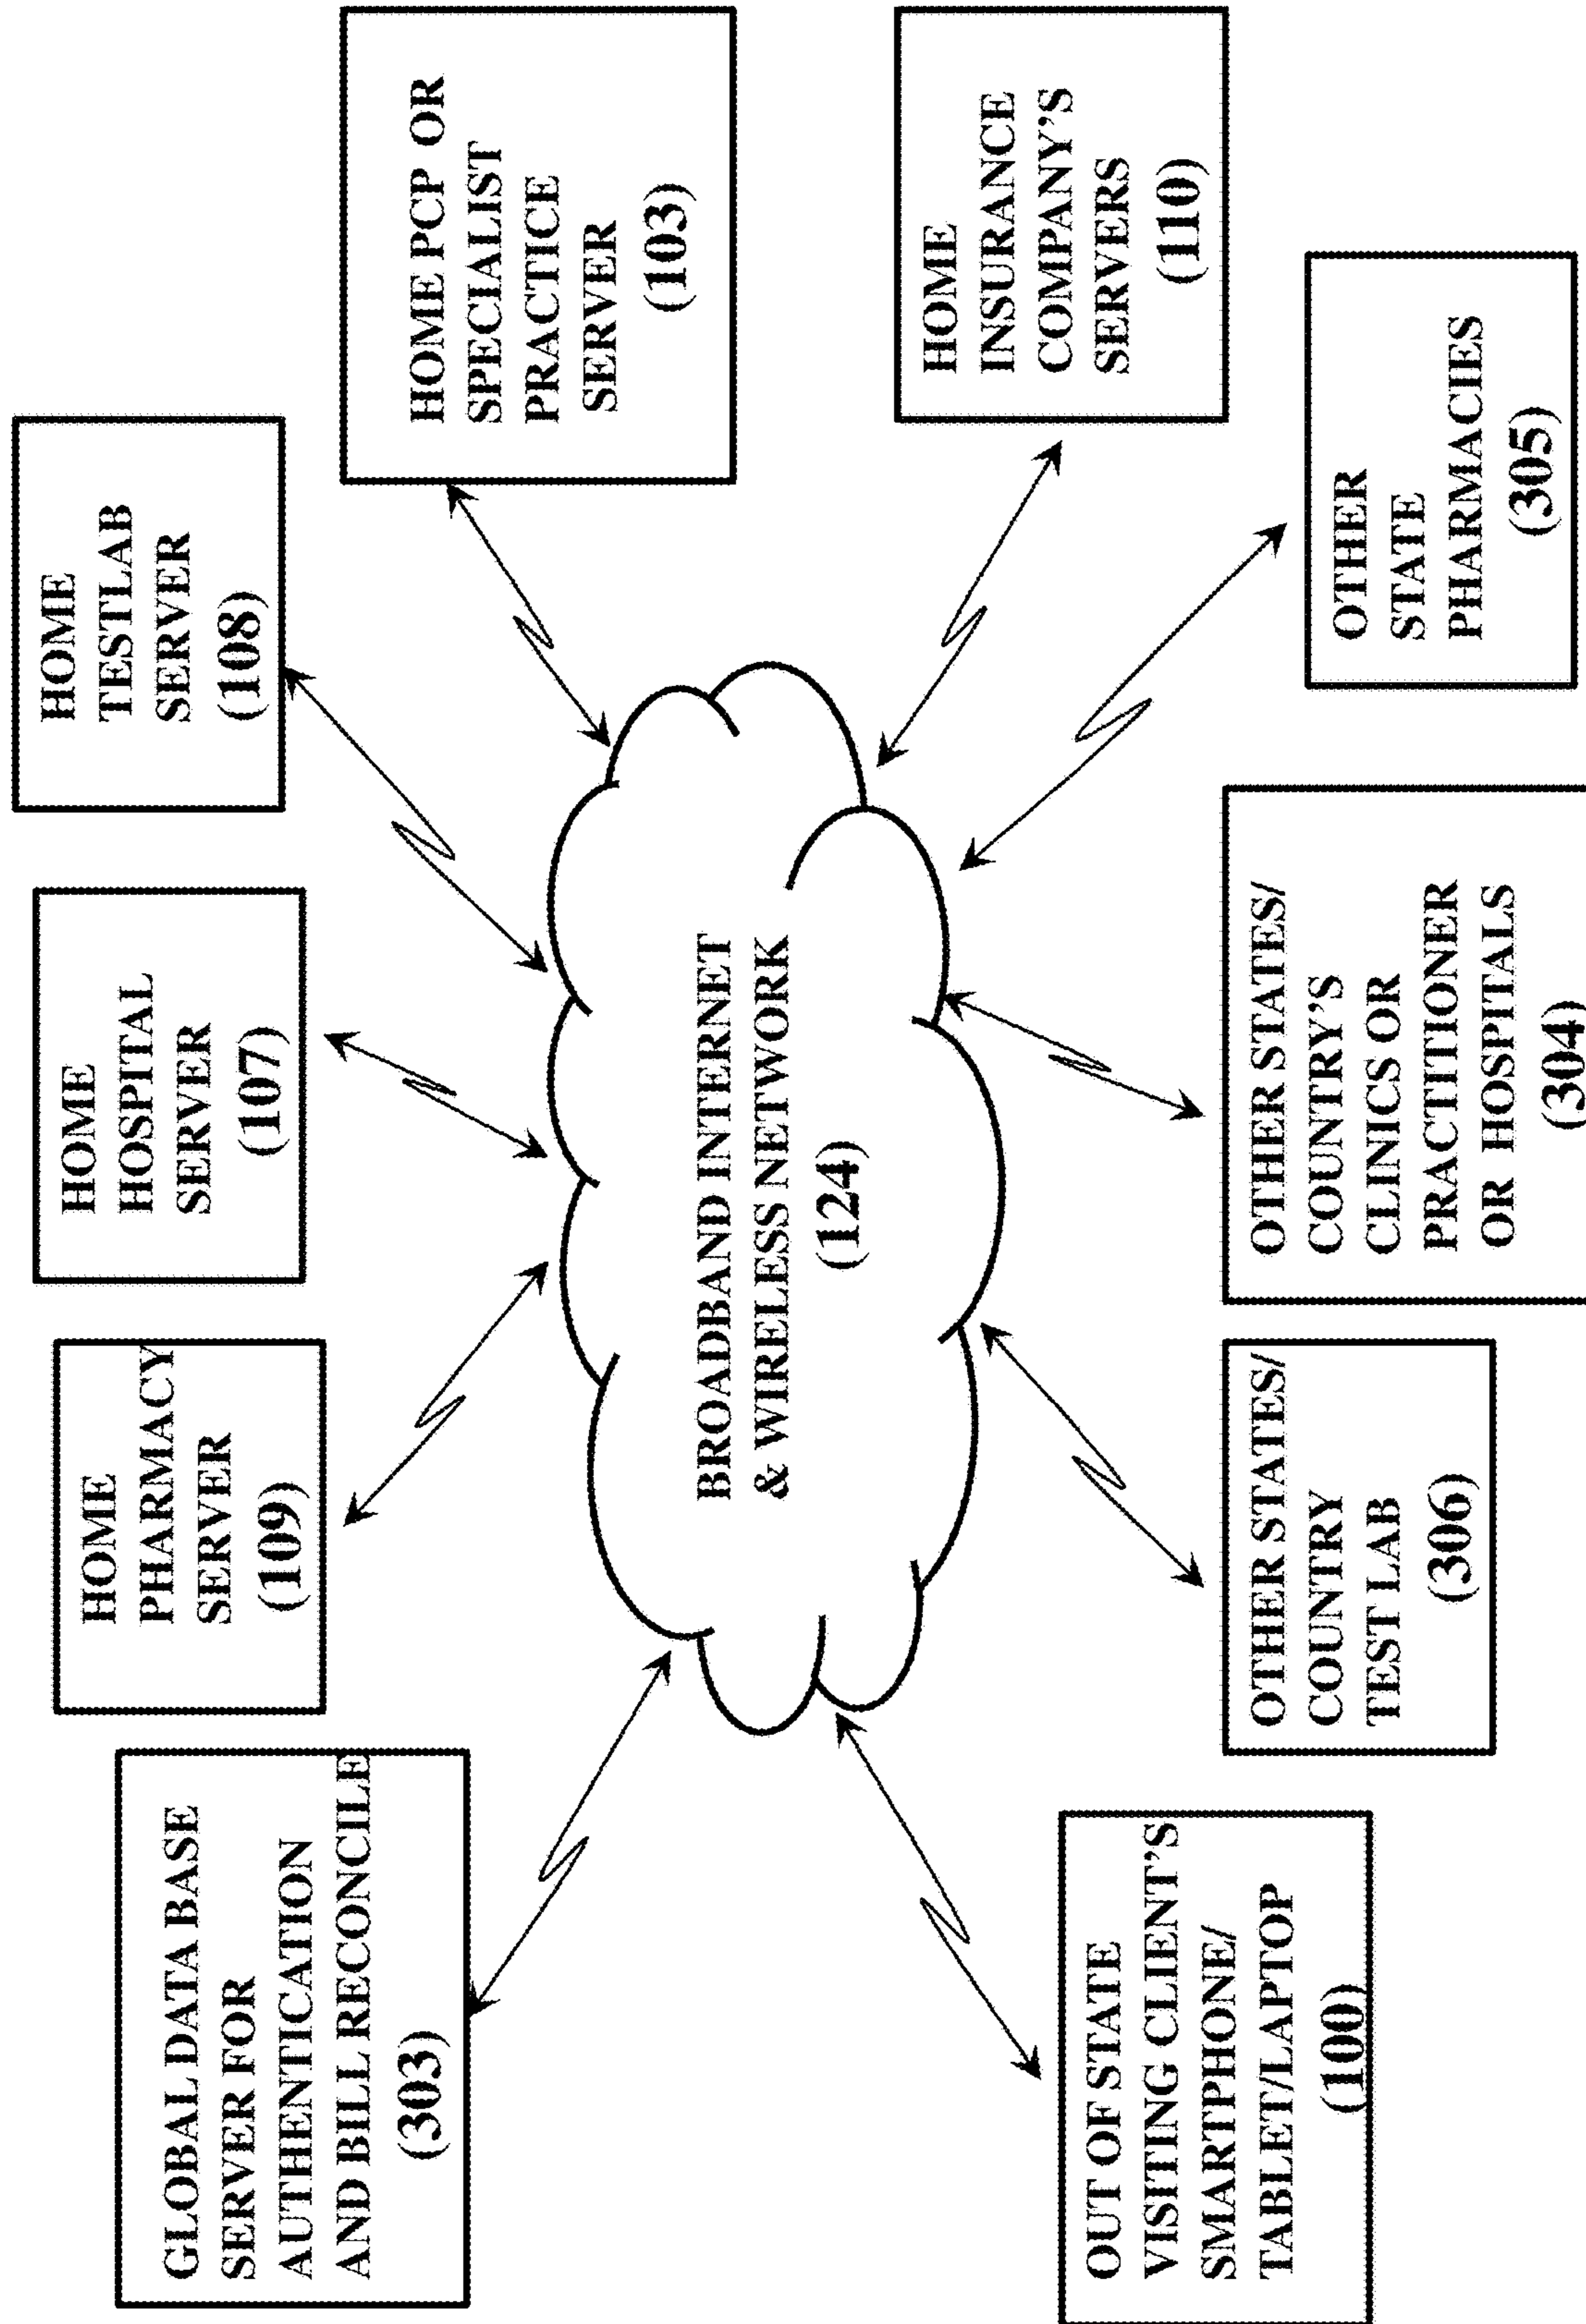 GLOBAL DATA BASE
SERVER FOR
AUTHENTICATION
AND BILL RECONCILE
(303)
HOME
PHARMACY
SERVER
(109)
HOME
HOSPITAL
SERVER
(107)
HOME
TESTLAB
SERVER
(108)
HOME PCP OR
SPECIALIST
PRACTICE
SERVER
(103)
BROADBAND INTERNET
& WIRELESS NETWORK
(124)
HOME
INSURANCE
COMPANY'S
SERVERS
(110)
OUT OF STATE
VISITING CLIENT'S
SMARTPHONE/
TABLET/LAPTOP
(100)
OTHER STATES/
COUNTRY
TEST LAB
(306)
OTHER STATES/
COUNTRY'S
CLINICS OR
PRACTITIONER
OR HOSPITALS
(304)
OTHER
STATE
PHARMACIES
(305)